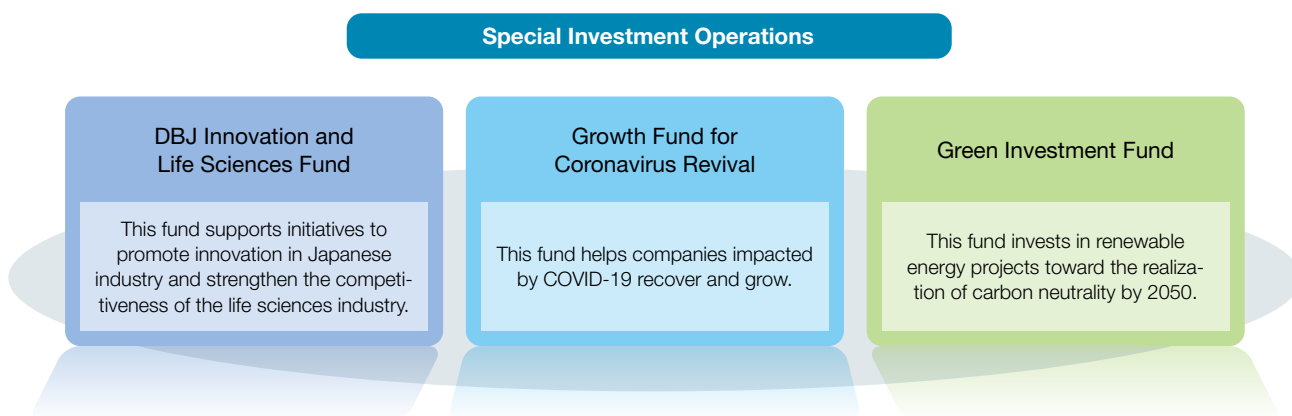 Special Investment Operations
DBJ Innovation and
Life Sciences Fund
This fund supports initiatives to
promote innovation in Japanese
industry and strengthen the competi-
tiveness of the life sciences industry.
Growth Fund for
Coronavirus Revival
This fund helps companies impacted
by COVID-19 recover and grow.
Green Investment Fund
This fund invests in renewable
energy projects toward the realiza-
tion of carbon neutrality by 2050.